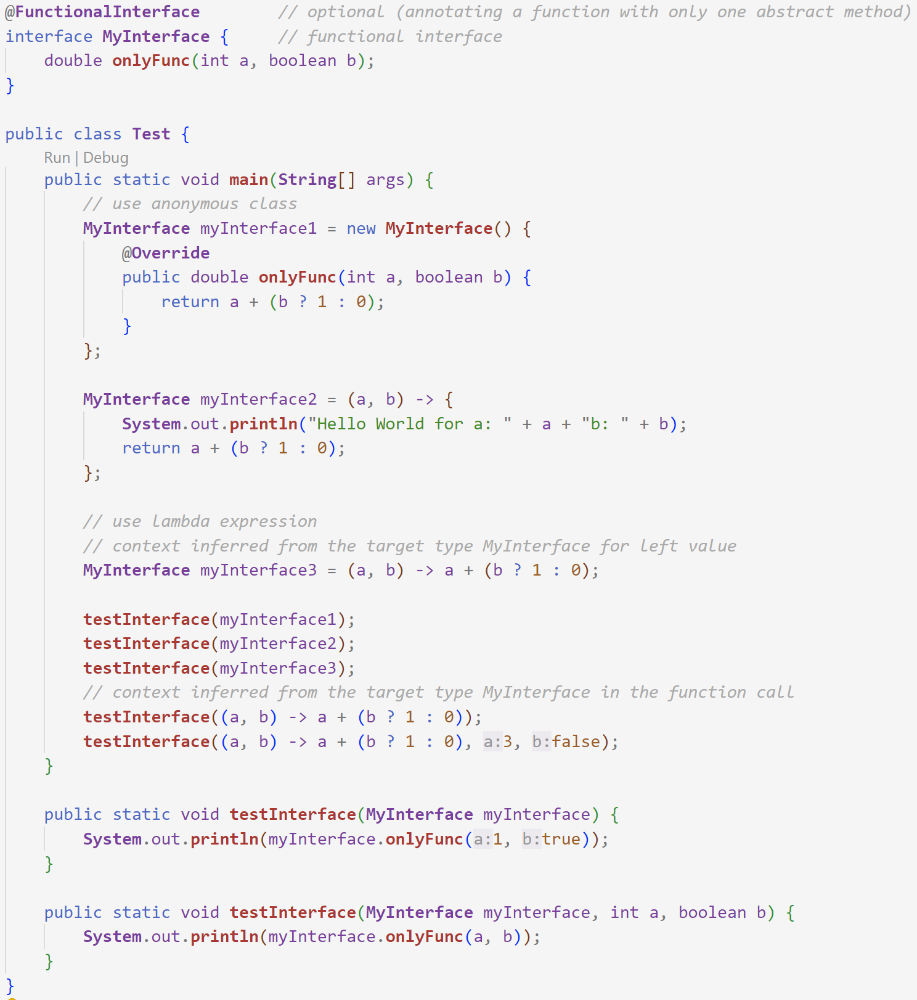 @FunctionalInterface        // optional (annotating a function with only one abstract method)
interface MyInterface {     // functional interface
    double onlyFunc(int a, boolean b);
}

public class Test {
    Run | Debug
    public static void main(String[] args) {
        // use anonymous class
        MyInterface myInterface1 = new MyInterface() {
            @Override
            public double onlyFunc(int a, boolean b) {
                return a + (b ? 1 : 0);
            }
        };

        MyInterface myInterface2 = (a, b) -> {
            System.out.println("Hello World for a: " + a + "b: " + b);
            return a + (b ? 1 : 0);
        };

        // use lambda expression
        // context inferred from the target type MyInterface for left value
        MyInterface myInterface3 = (a, b) -> a + (b ? 1 : 0);

        testInterface(myInterface1);
        testInterface(myInterface2);
        testInterface(myInterface3);
        // context inferred from the target type MyInterface in the function call
        testInterface((a, b) -> a + (b ? 1 : 0));
        testInterface((a, b) -> a + (b ? 1 : 0), a:3, b:false);
    }

    public static void testInterface(MyInterface myInterface) {
        System.out.println(myInterface.onlyFunc(a:1, b:true));
    }

    public static void testInterface(MyInterface myInterface, int a, boolean b) {
        System.out.println(myInterface.onlyFunc(a, b));
    }
}